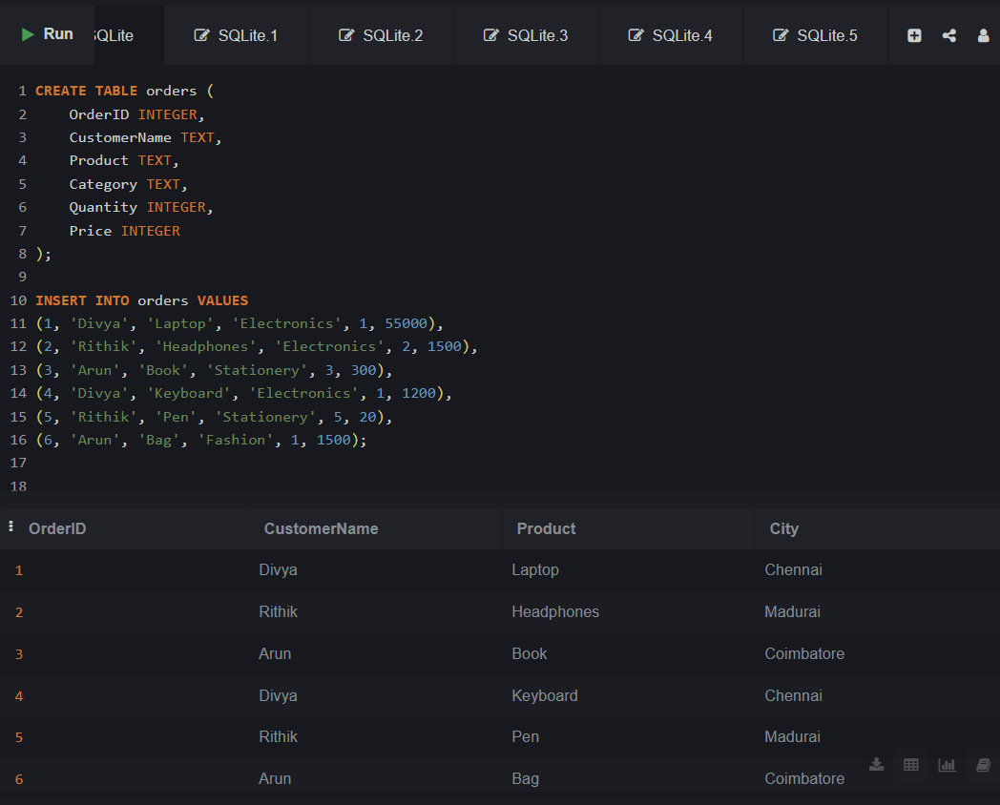 Run SQLite SQLite.1 SQLite.2 SQLite.3 SQLite.4 SQLite.5
1 CREATE TABLE orders (
2     OrderID INTEGER,
3     CustomerName TEXT,
4     Product TEXT,
5     Category TEXT,
6     Quantity INTEGER,
7     Price INTEGER
8 );
9
10 INSERT INTO orders VALUES
11 (1, 'Divya', 'Laptop', 'Electronics', 1, 55000),
12 (2, 'Rithik', 'Headphones', 'Electronics', 2, 1500),
13 (3, 'Arun', 'Book', 'Stationery', 3, 300),
14 (4, 'Divya', 'Keyboard', 'Electronics', 1, 1200),
15 (5, 'Rithik', 'Pen', 'Stationery', 5, 20),
16 (6, 'Arun', 'Bag', 'Fashion', 1, 1500);
17
18
OrderID CustomerName Product City
1 Divya Laptop Chennai
2 Rithik Headphones Madurai
3 Arun Book Coimbatore
4 Divya Keyboard Chennai
5 Rithik Pen Madurai
6 Arun Bag Coimbatore